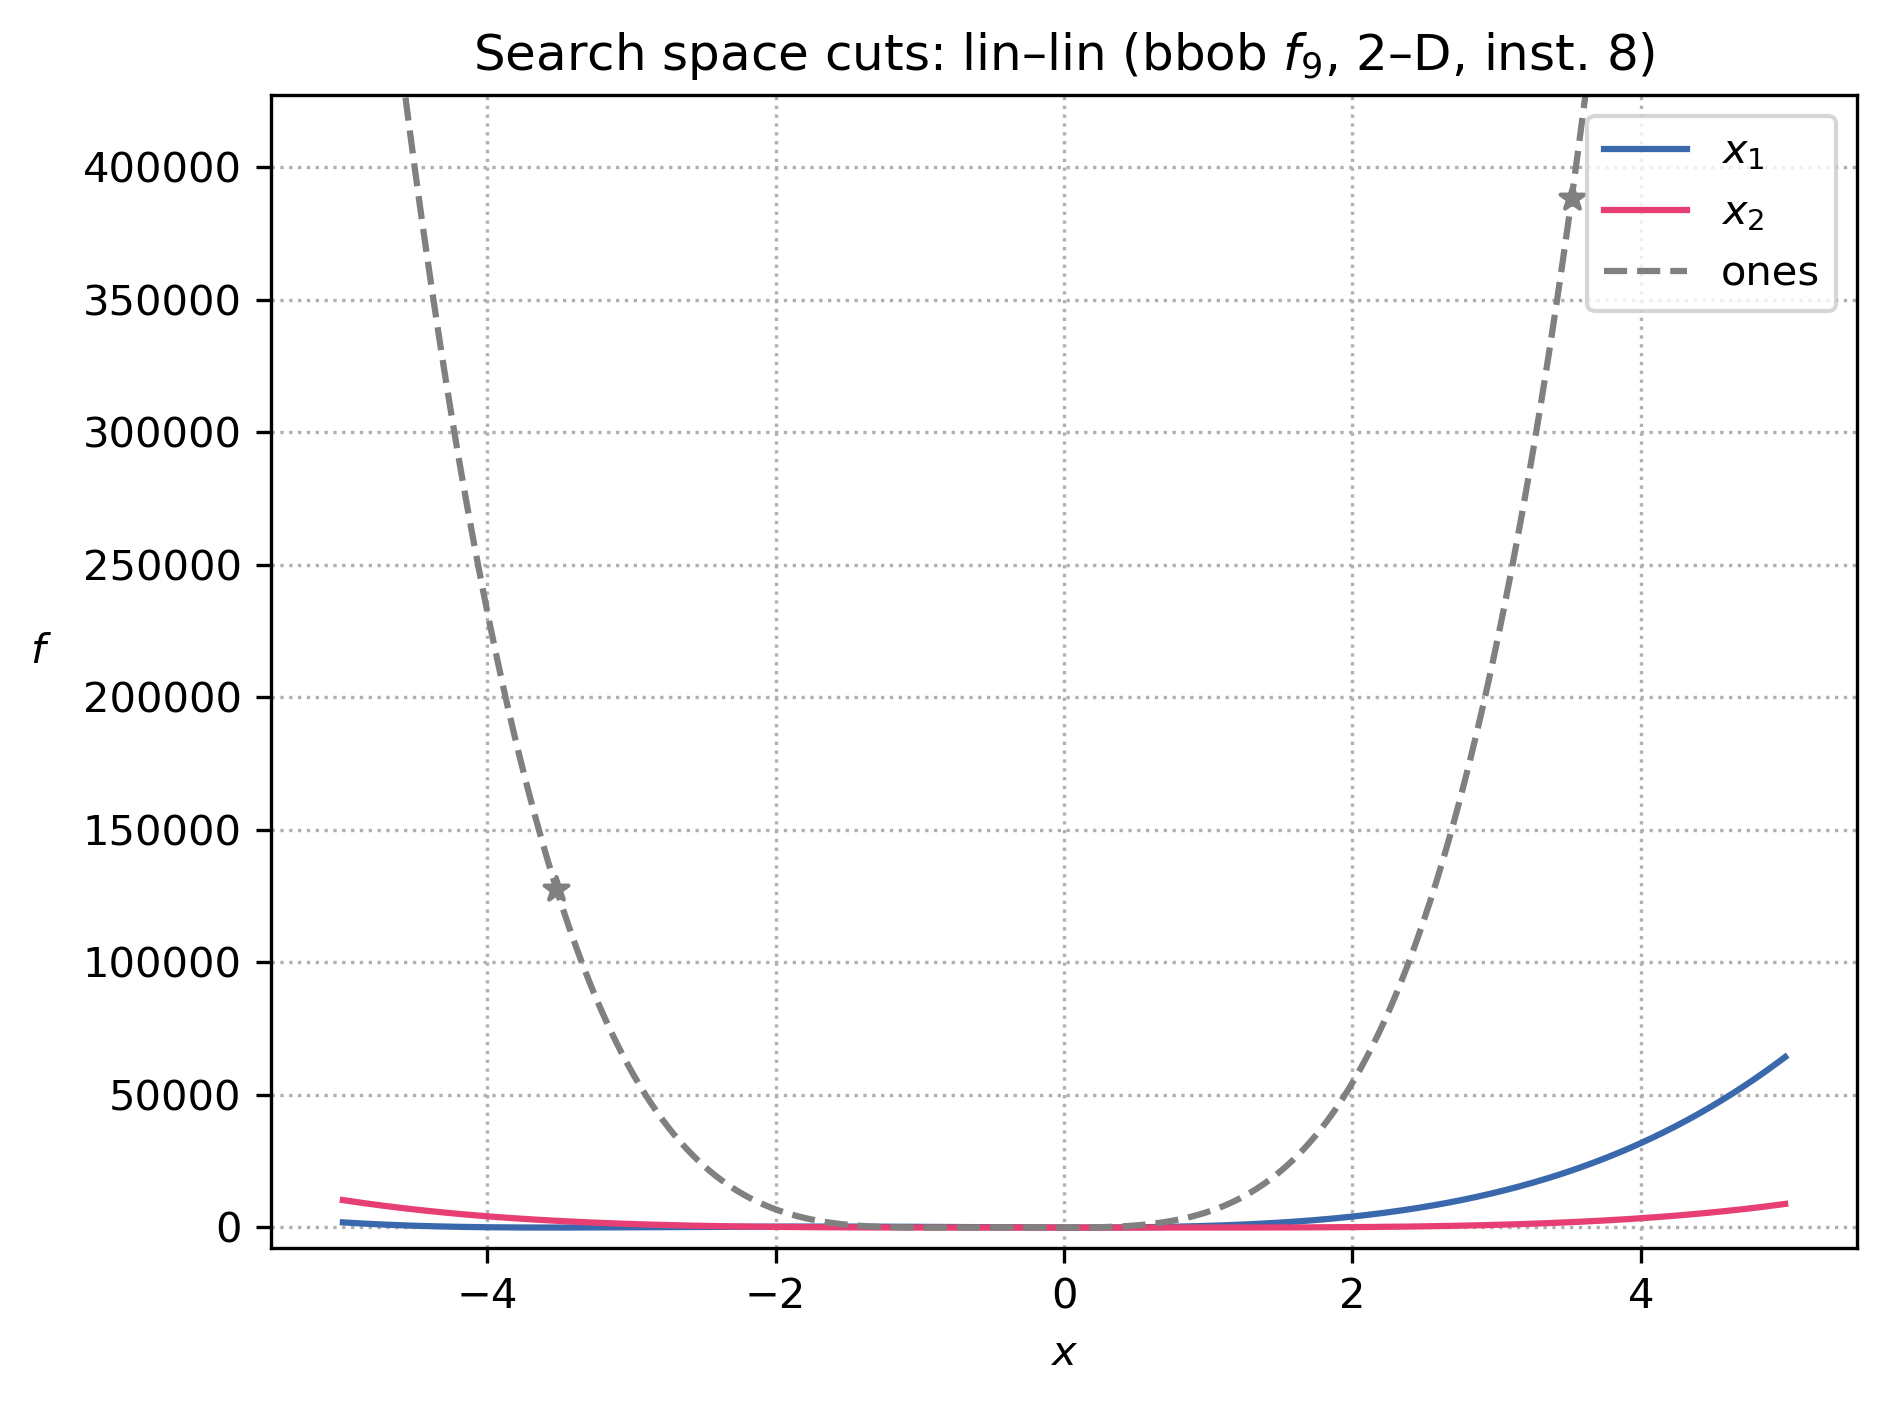 Search space cuts: lin–lin (bbob f₉, 2–D, inst. 8)
x₁
x₂
ones
400000
350000
300000
250000
200000
150000
100000
50000
0
f
−4
−2
0
2
4
x